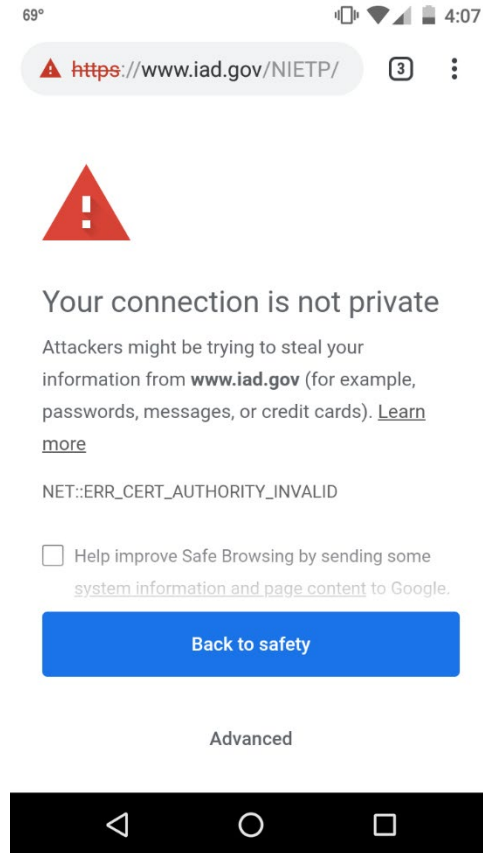 69°
4:07
https://www.iad.gov/NIETP/
3
Your connection is not private
Attackers might be trying to steal your
information from www.iad.gov (for example,
passwords, messages, or credit cards). Learn
more
NET::ERR_CERT_AUTHORITY_INVALID
Help improve Safe Browsing by sending some
system information and page content to Google.
Back to safety
Advanced